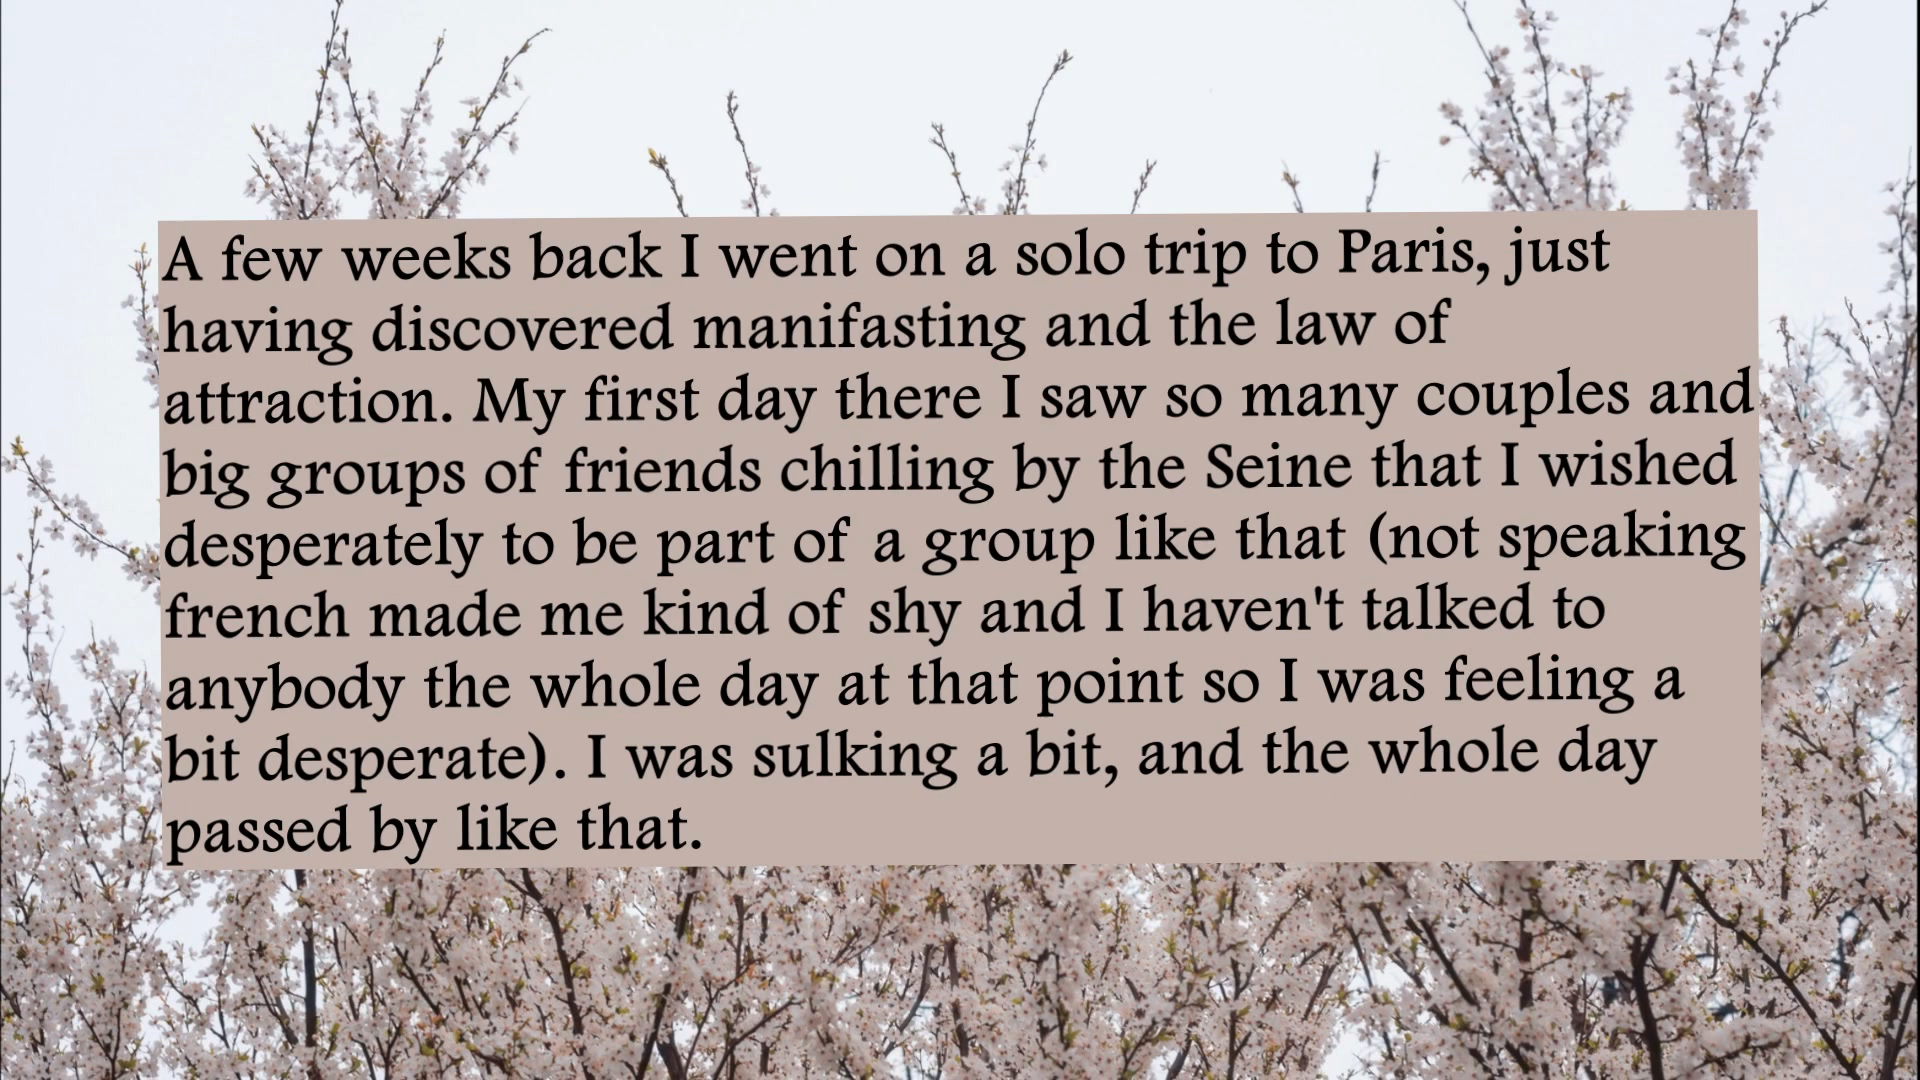 A few weeks back I went on a solo trip to Paris, just
having discovered manifasting and the law of
attraction. My first day there I saw so many couples and
big groups of friends chilling by the Seine that I wished
desperately to be part of a group like that (not speaking
french made me kind of shy and I haven't talked to
anybody the whole day at that point so I was feeling a
bit desperate). I was sulking a bit, and the whole day
passed by like that.